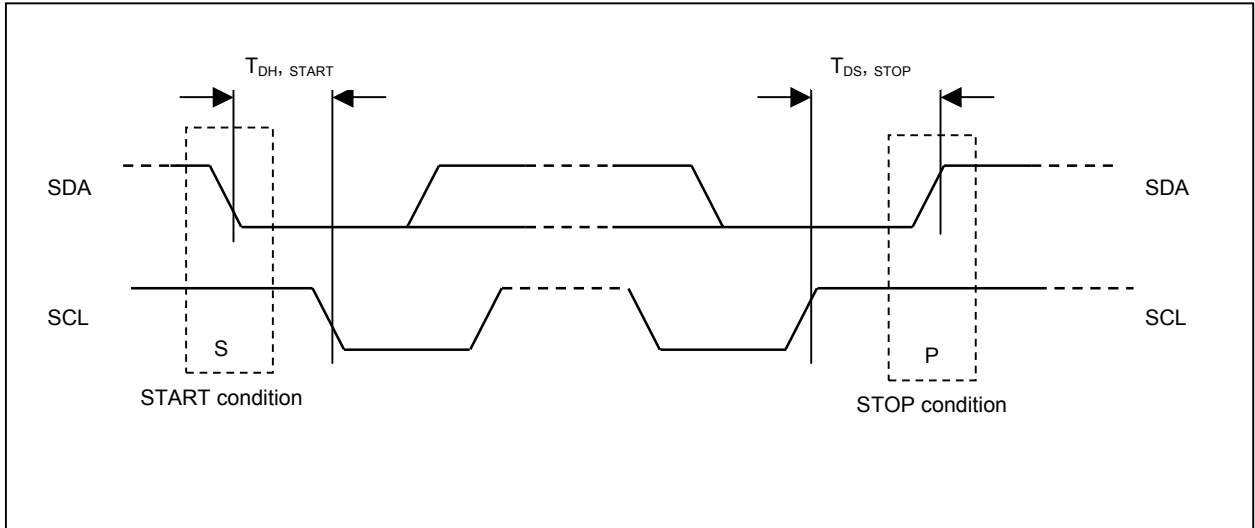 T_DH, START
T_DS, STOP
SDA
SDA
SCL
SCL
S
P
START condition
STOP condition